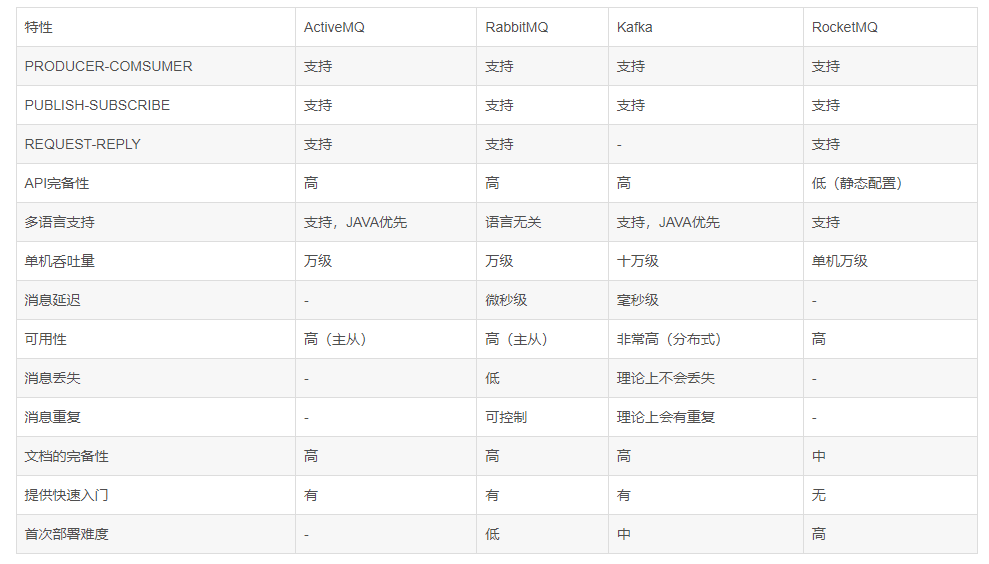 特性 ActiveMQ RabbitMQ Kafka RocketMQ
PRODUCER-COMSUMER 支持 支持 支持 支持
PUBLISH-SUBSCRIBE 支持 支持 支持 支持
REQUEST-REPLY 支持 支持 - 支持
API完备性 高 高 高 低（静态配置）
多语言支持 支持，JAVA优先 语言无关 支持，JAVA优先 支持
单机吞吐量 万级 万级 十万级 单机万级
消息延迟 - 微秒级 毫秒级 -
可用性 高（主从） 高（主从） 非常高（分布式） 高
消息丢失 - 低 理论上不会丢失 -
消息重复 - 可控制 理论上会有重复 -
文档的完备性 高 高 高 中
提供快速入门 有 有 有 无
首次部署难度 - 低 中 高